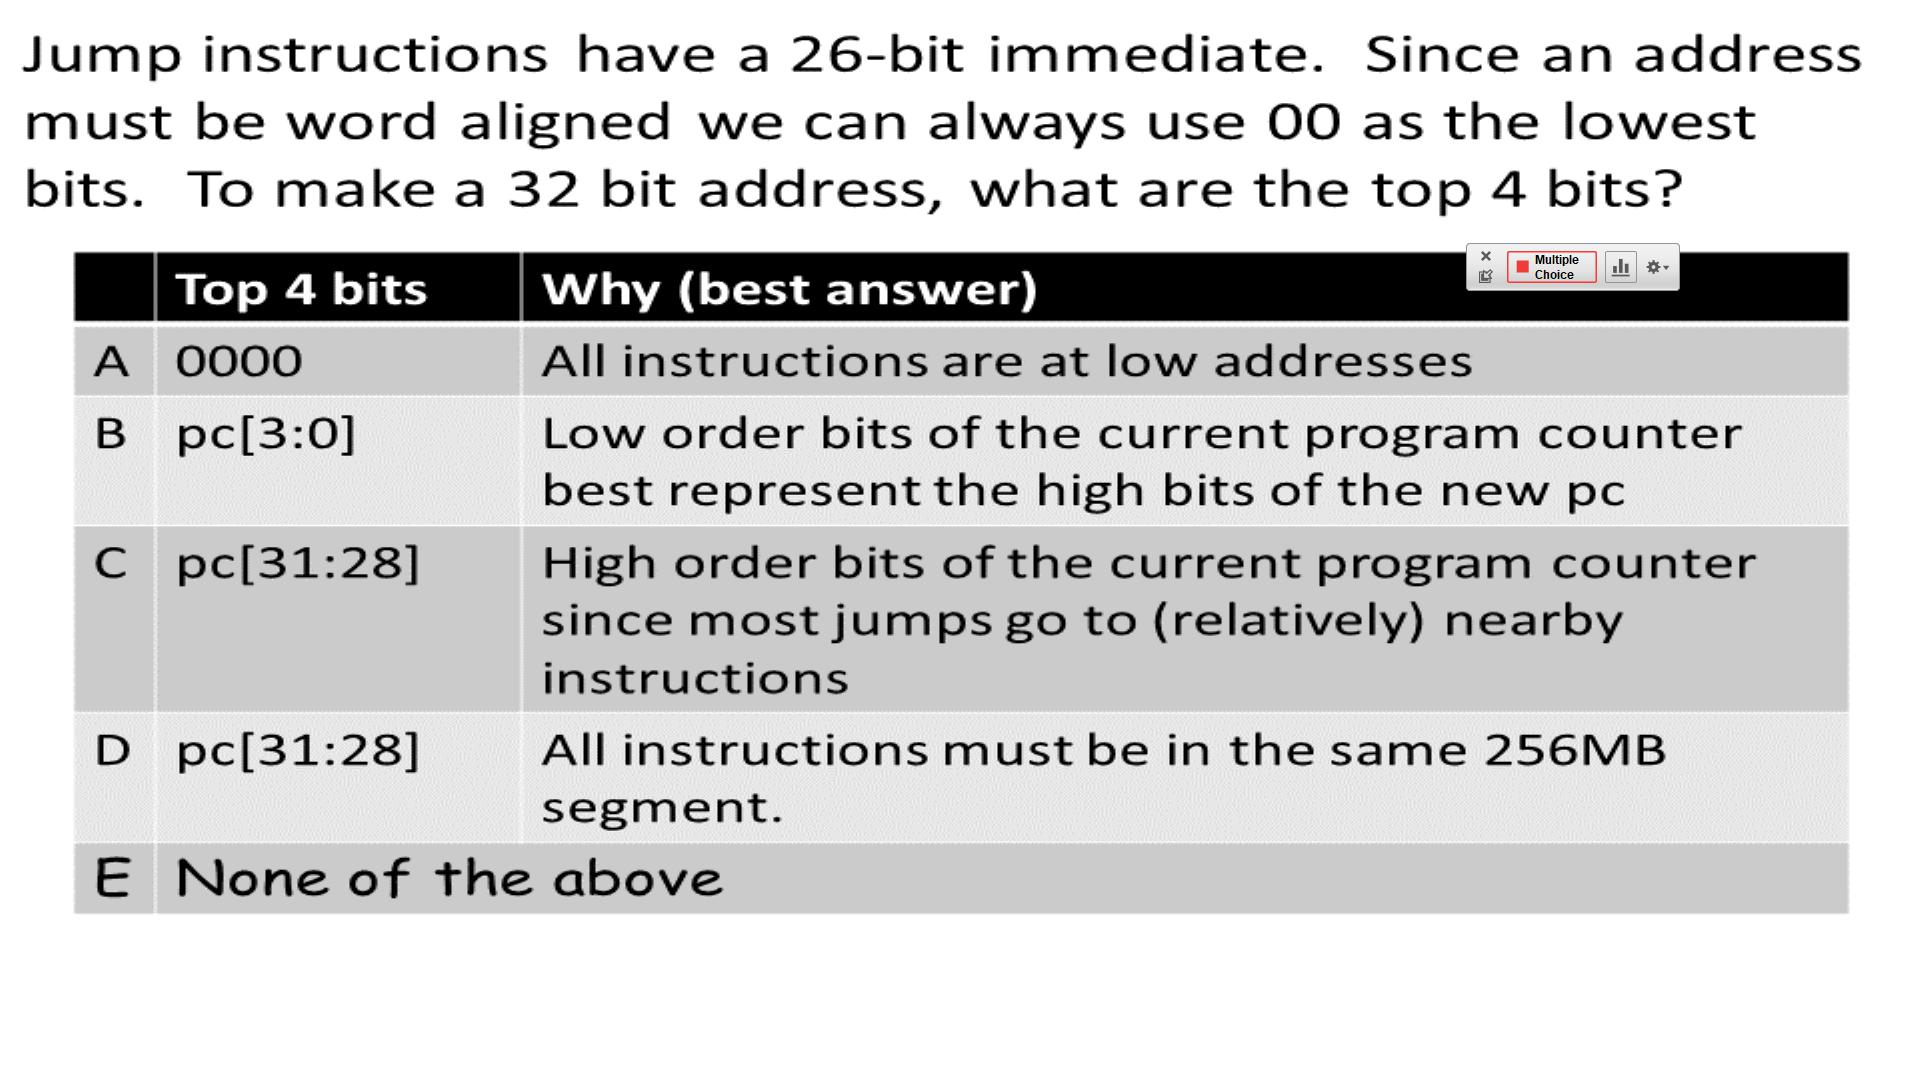 Jump instructions have a 26-bit immediate. Since an address
must be word aligned we can always use 00 as the lowest
bits. To make a 32 bit address, what are the top 4 bits?
Multiple
Choice
Top 4 bits Why (best answer)
A 0000 All instructions are at low addresses
B pc[3:0] Low order bits of the current program counter
best represent the high bits of the new pc
C pc[31:28] High order bits of the current program counter
since most jumps go to (relatively) nearby
instructions
D pc[31:28] All instructions must be in the same 256MB
segment.
E None of the above